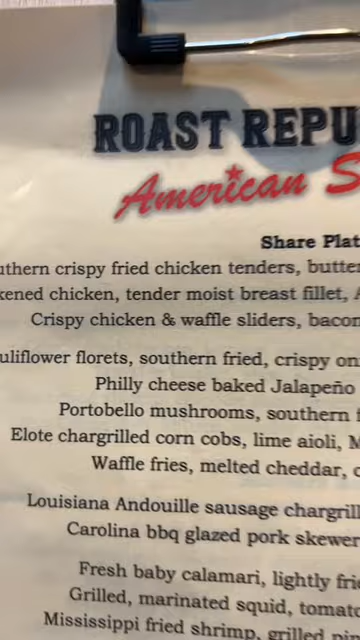 ROAST REPU
American S
Share Plat
uthern crispy fried chicken tenders, butter
kened chicken, tender moist breast fillet, A
Crispy chicken & waffle sliders, bacon
uliflower florets, southern fried, crispy on
Philly cheese baked Jalapeño
Portobello mushrooms, southern f
Elote chargrilled corn cobs, lime aioli, M
Waffle fries, melted cheddar, c
Louisiana Andouille sausage chargrill
Carolina bbq glazed pork skewer
Fresh baby calamari, lightly frie
Grilled, marinated squid, tomato
Mississippi fried shrimp, grilled pi